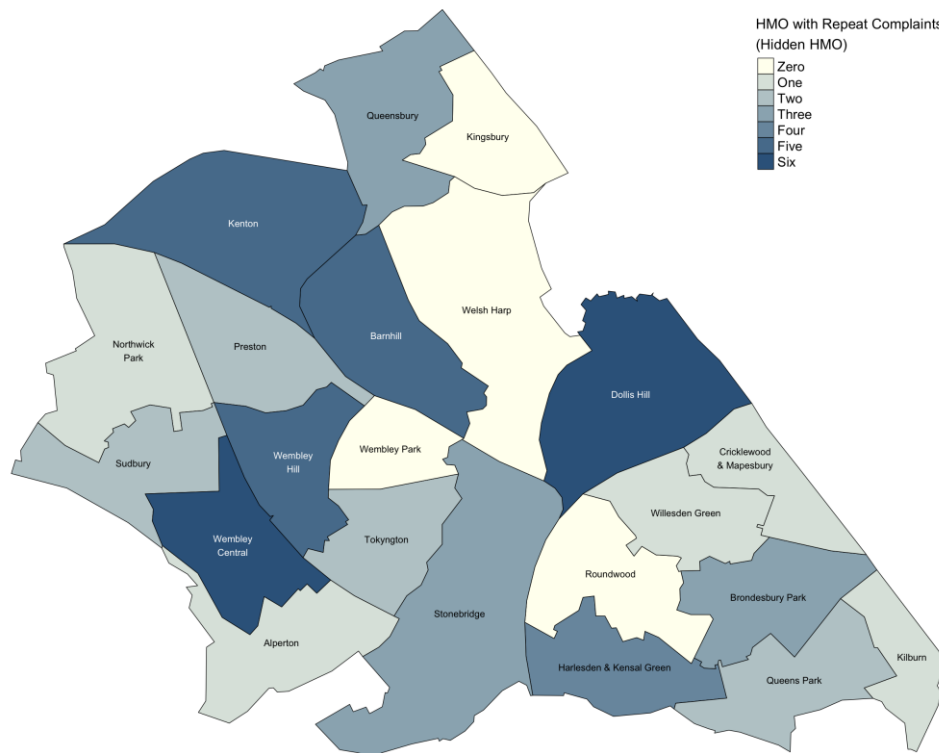 HMO with Repeat Complaints
(Hidden HMO)
Zero
One
Two
Three
Four
Five
Six
Queensbury
Kingsbury
Kenton
Welsh Harp
Barnhill
Northwick
Park
Preston
Dollis Hill
Wembley Park
Cricklewood
& Mapesbury
Sudbury
Wembley
Hill
Willesden Green
Wembley
Central
Tokyngton
Roundwood
Brondesbury Park
Stonebridge
Alperton
Kilburn
Harlesden & Kensal Green
Queens Park